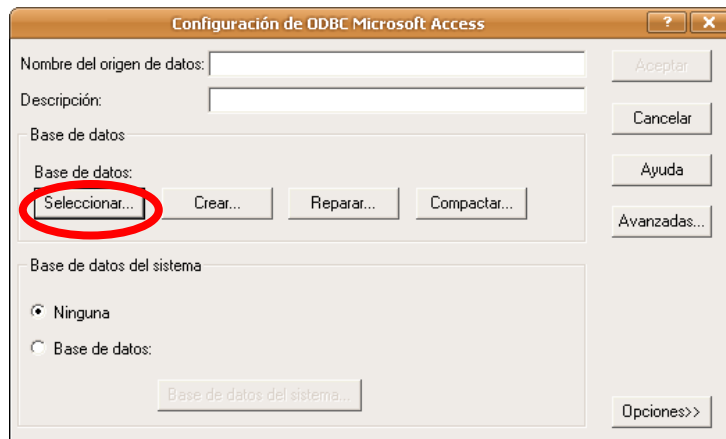 Configuración de ODBC Microsoft Access
?
X
Nombre del origen de datos:
Aceptar
Descripción:
Cancelar
Base de datos
Base de datos:
Ayuda
Seleccionar... Crear... Reparar... Compactar...
Avanzadas...
Base de datos del sistema
Ninguna
Base de datos:
Base de datos del sistema...
Opciones>>